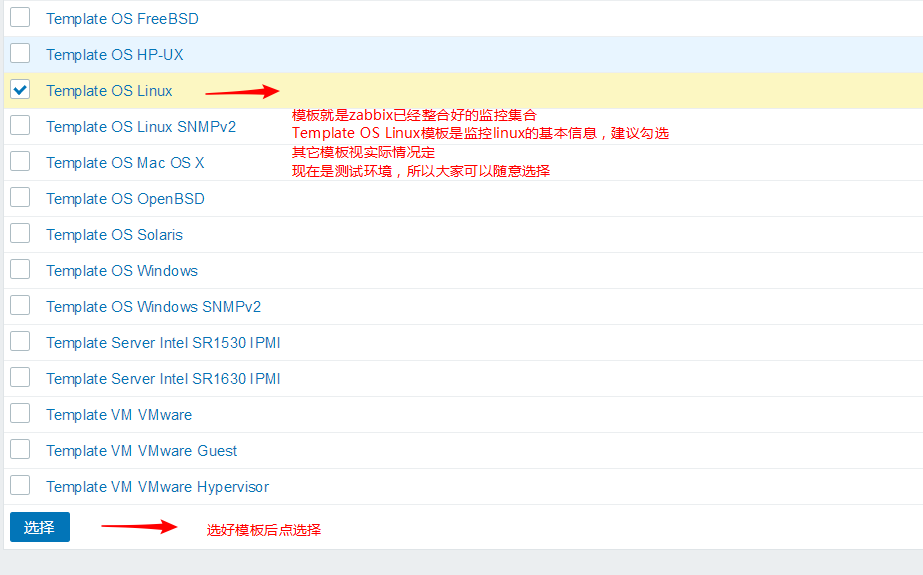 Template OS FreeBSD
Template OS HP-UX
Template OS Linux
模板就是zabbix已经整合好的监控集合
Template OS Linux模板是监控linux的基本信息，建议勾选
其它模板视实际情况定
现在是测试环境，所以大家可以随意选择
Template OS Linux SNMPv2
Template OS Mac OS X
Template OS OpenBSD
Template OS Solaris
Template OS Windows
Template OS Windows SNMPv2
Template Server Intel SR1530 IPMI
Template Server Intel SR1630 IPMI
Template VM VMware
Template VM VMware Guest
Template VM VMware Hypervisor
选择
选好模板后点选择